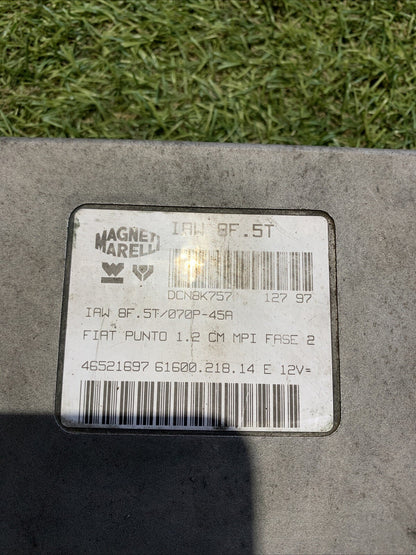 MAGNETI
MARELLI
IAW 8F.5T
DCN8K757 127 97
IAW 8F.5T/070P-45A
FIAT PUNTO 1.2 CM MPI FASE 2
46521697 61600.218.14 E 12V=